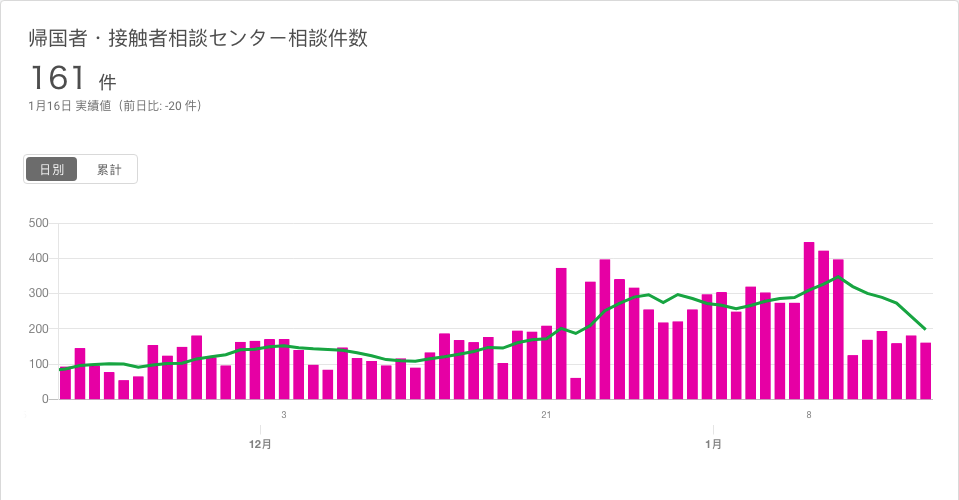 帰国者・接触者相談センター相談件数
161 件
1月16日 実績値（前日比: -20 件）
日別 累計
500
400
300
200
100
0
3 21 8
12月 1月